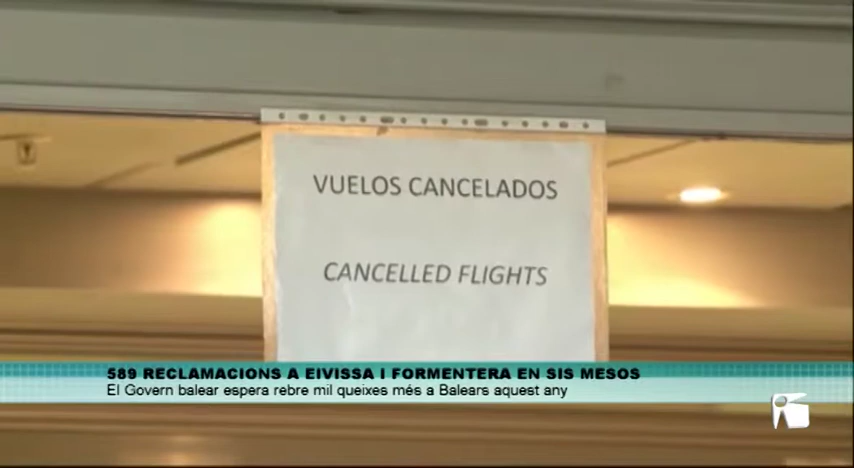 VUELOS CANCELADOS
CANCELLED FLIGHTS
589 RECLAMACIONS A EIVISSA I FORMENTERA EN SIS MESOS
El Govern balear espera rebre mil queixes més a Balears aquest any